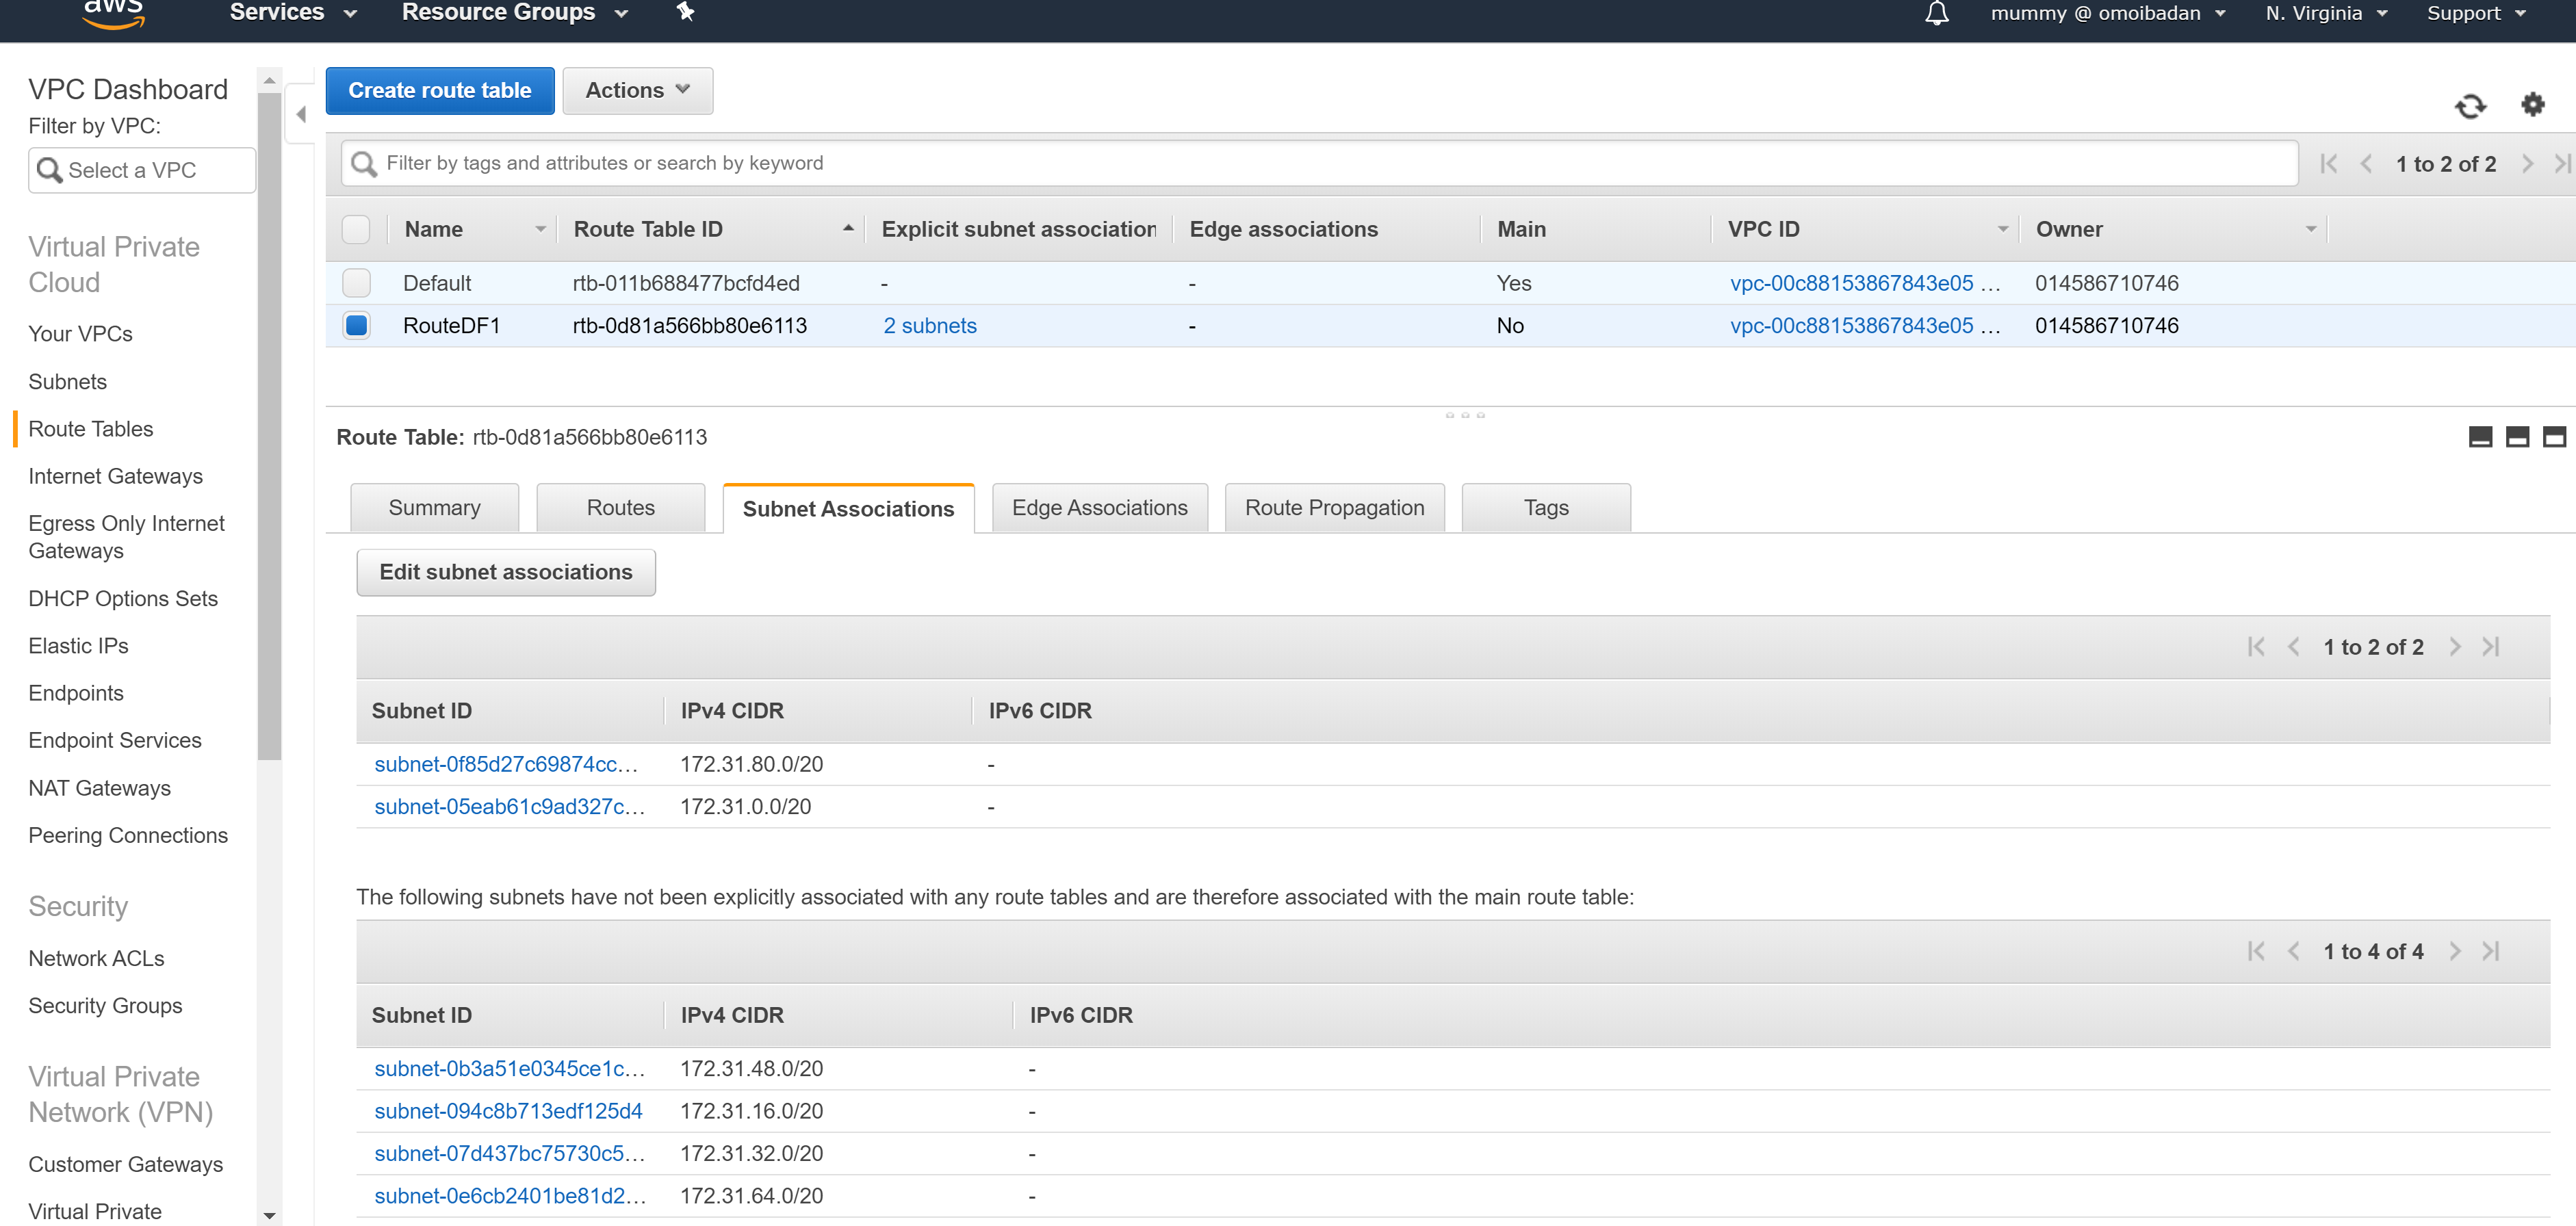 aws Services Resource Groups mummy @ omoibadan N. Virginia Support
VPC Dashboard
Filter by VPC:
Select a VPC
Virtual Private
Cloud
Your VPCs
Subnets
Route Tables
Internet Gateways
Egress Only Internet
Gateways
DHCP Options Sets
Elastic IPs
Endpoints
Endpoint Services
NAT Gateways
Peering Connections
Security
Network ACLs
Security Groups
Virtual Private
Network (VPN)
Customer Gateways
Virtual Private
Create route table Actions
Filter by tags and attributes or search by keyword 1 to 2 of 2
Name Route Table ID Explicit subnet association Edge associations Main VPC ID Owner
Default rtb-011b688477bcfd4ed - - Yes vpc-00c88153867843e05 ... 014586710746
RouteDF1 rtb-0d81a566bb80e6113 2 subnets - No vpc-00c88153867843e05 ... 014586710746
Route Table: rtb-0d81a566bb80e6113
Summary Routes Subnet Associations Edge Associations Route Propagation Tags
Edit subnet associations
1 to 2 of 2
Subnet ID IPv4 CIDR IPv6 CIDR
subnet-0f85d27c69874cc... 172.31.80.0/20 -
subnet-05eab61c9ad327c... 172.31.0.0/20 -
The following subnets have not been explicitly associated with any route tables and are therefore associated with the main route table:
1 to 4 of 4
Subnet ID IPv4 CIDR IPv6 CIDR
subnet-0b3a51e0345ce1c... 172.31.48.0/20 -
subnet-094c8b713edf125d4 172.31.16.0/20 -
subnet-07d437bc75730c5... 172.31.32.0/20 -
subnet-0e6cb2401be81d2... 172.31.64.0/20 -